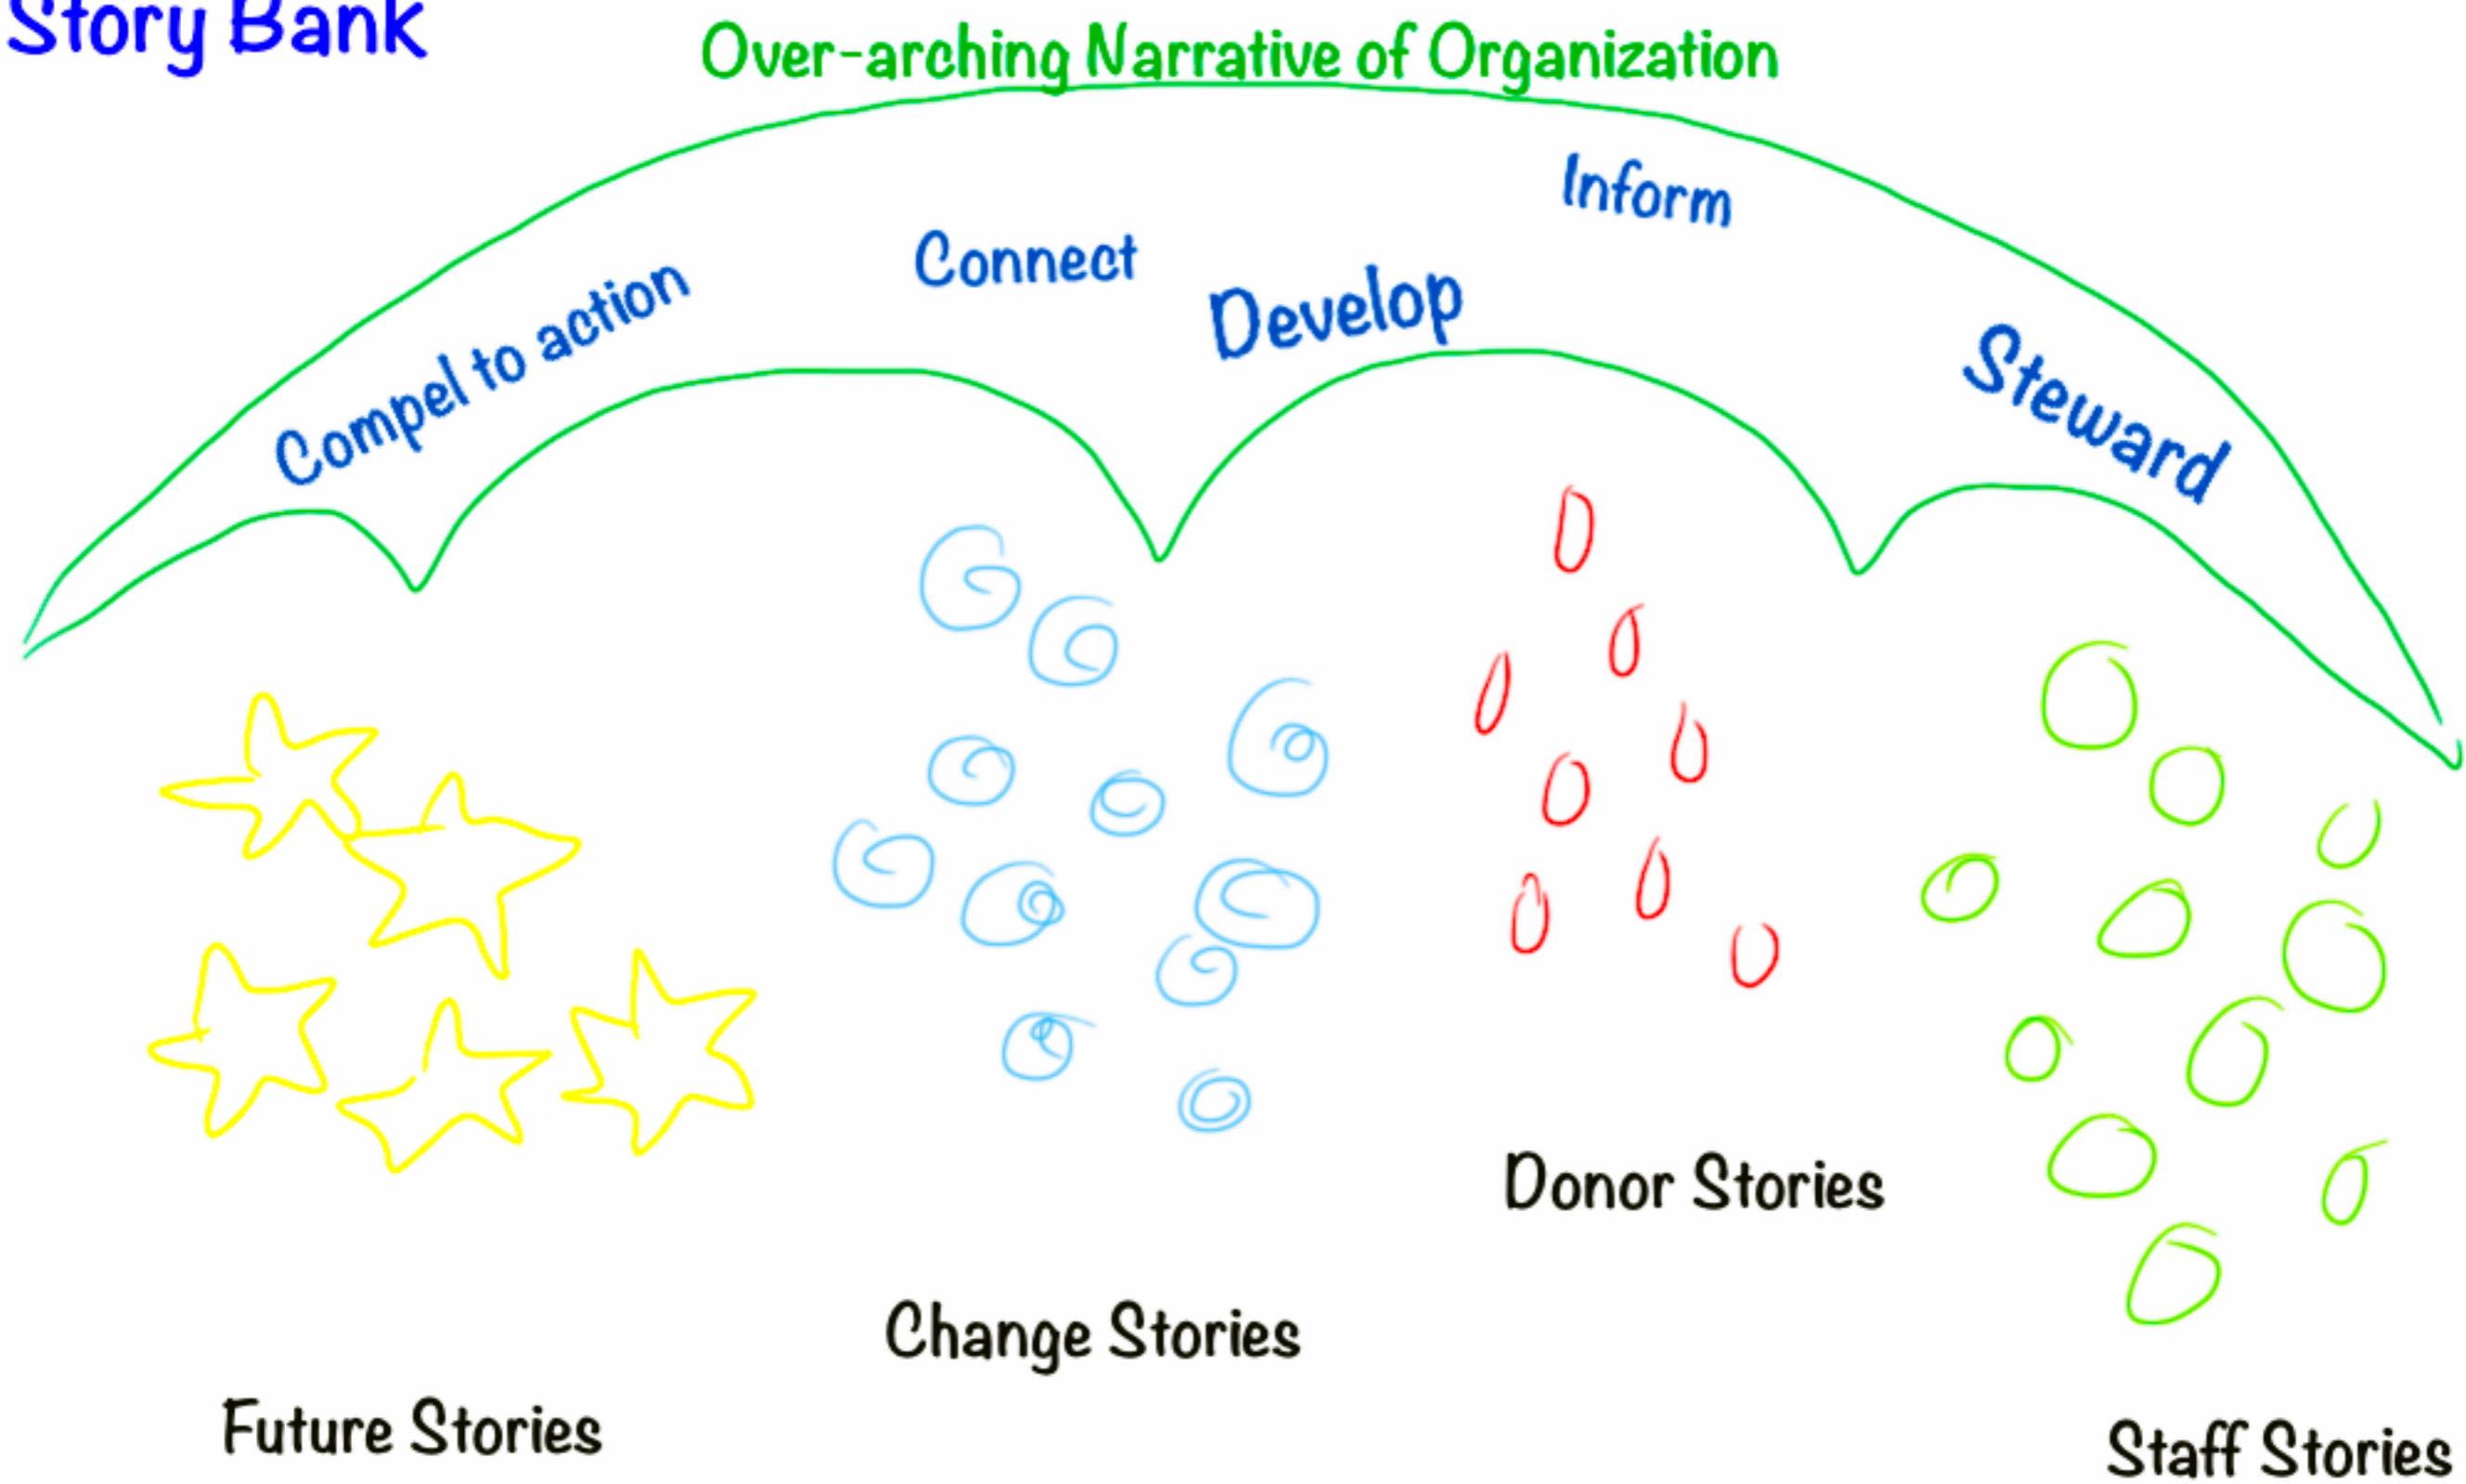 Story Bank
Over-arching Narrative of Organization
Inform
Connect
Develop
Compel to action
Steward
Donor Stories
Change Stories
Future Stories
Staff Stories